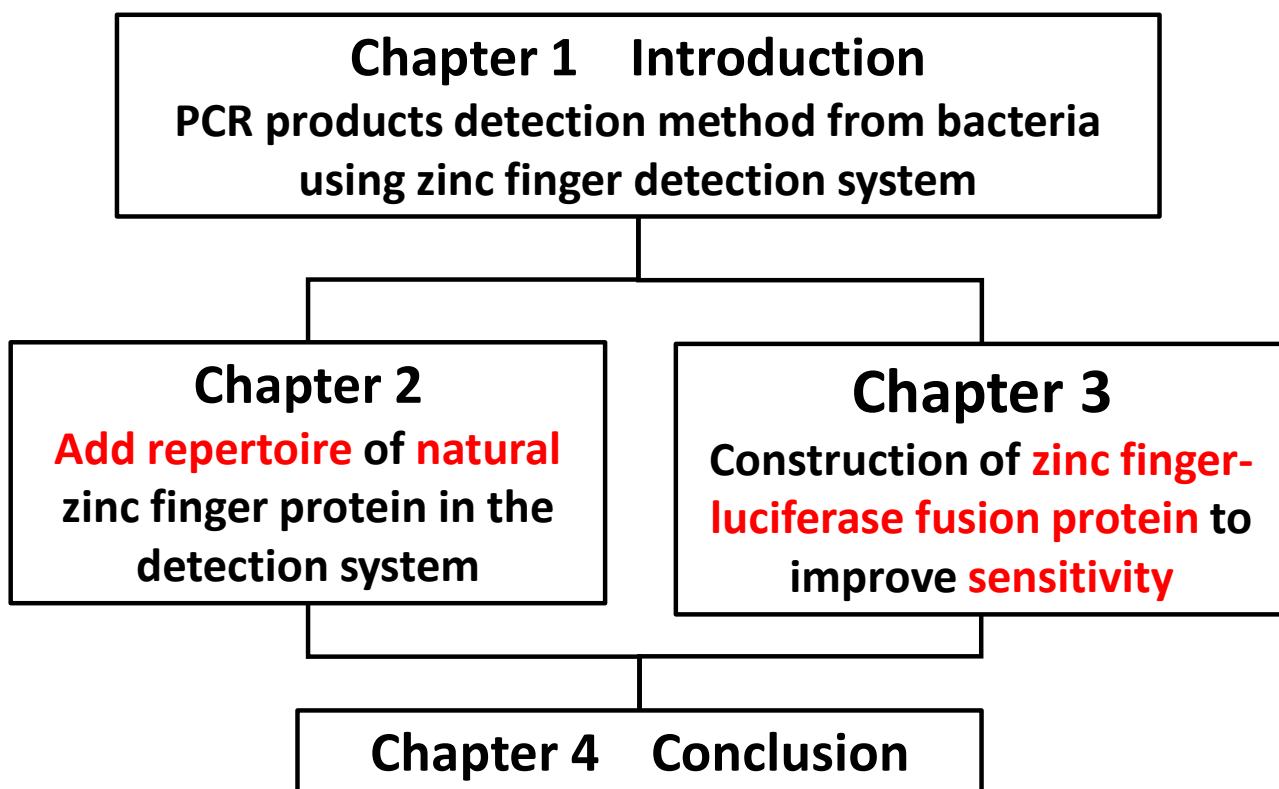 Chapter 1 Introduction
PCR products detection method from bacteria
using zinc finger detection system
Chapter 2
Add repertoire of natural
zinc finger protein in the
detection system
Chapter 3
Construction of zinc finger-
luciferase fusion protein to
improve sensitivity
Chapter 4 Conclusion